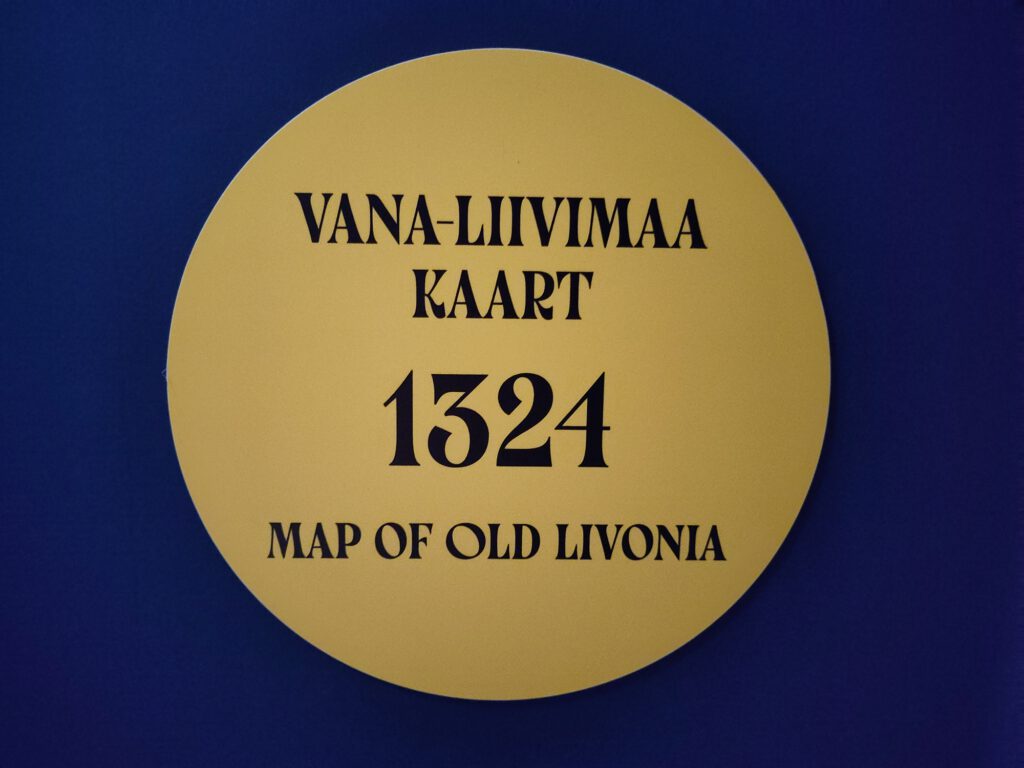 VANA-LIIVIMAA
KAART
1324
MAP OF OLD LIVONIA